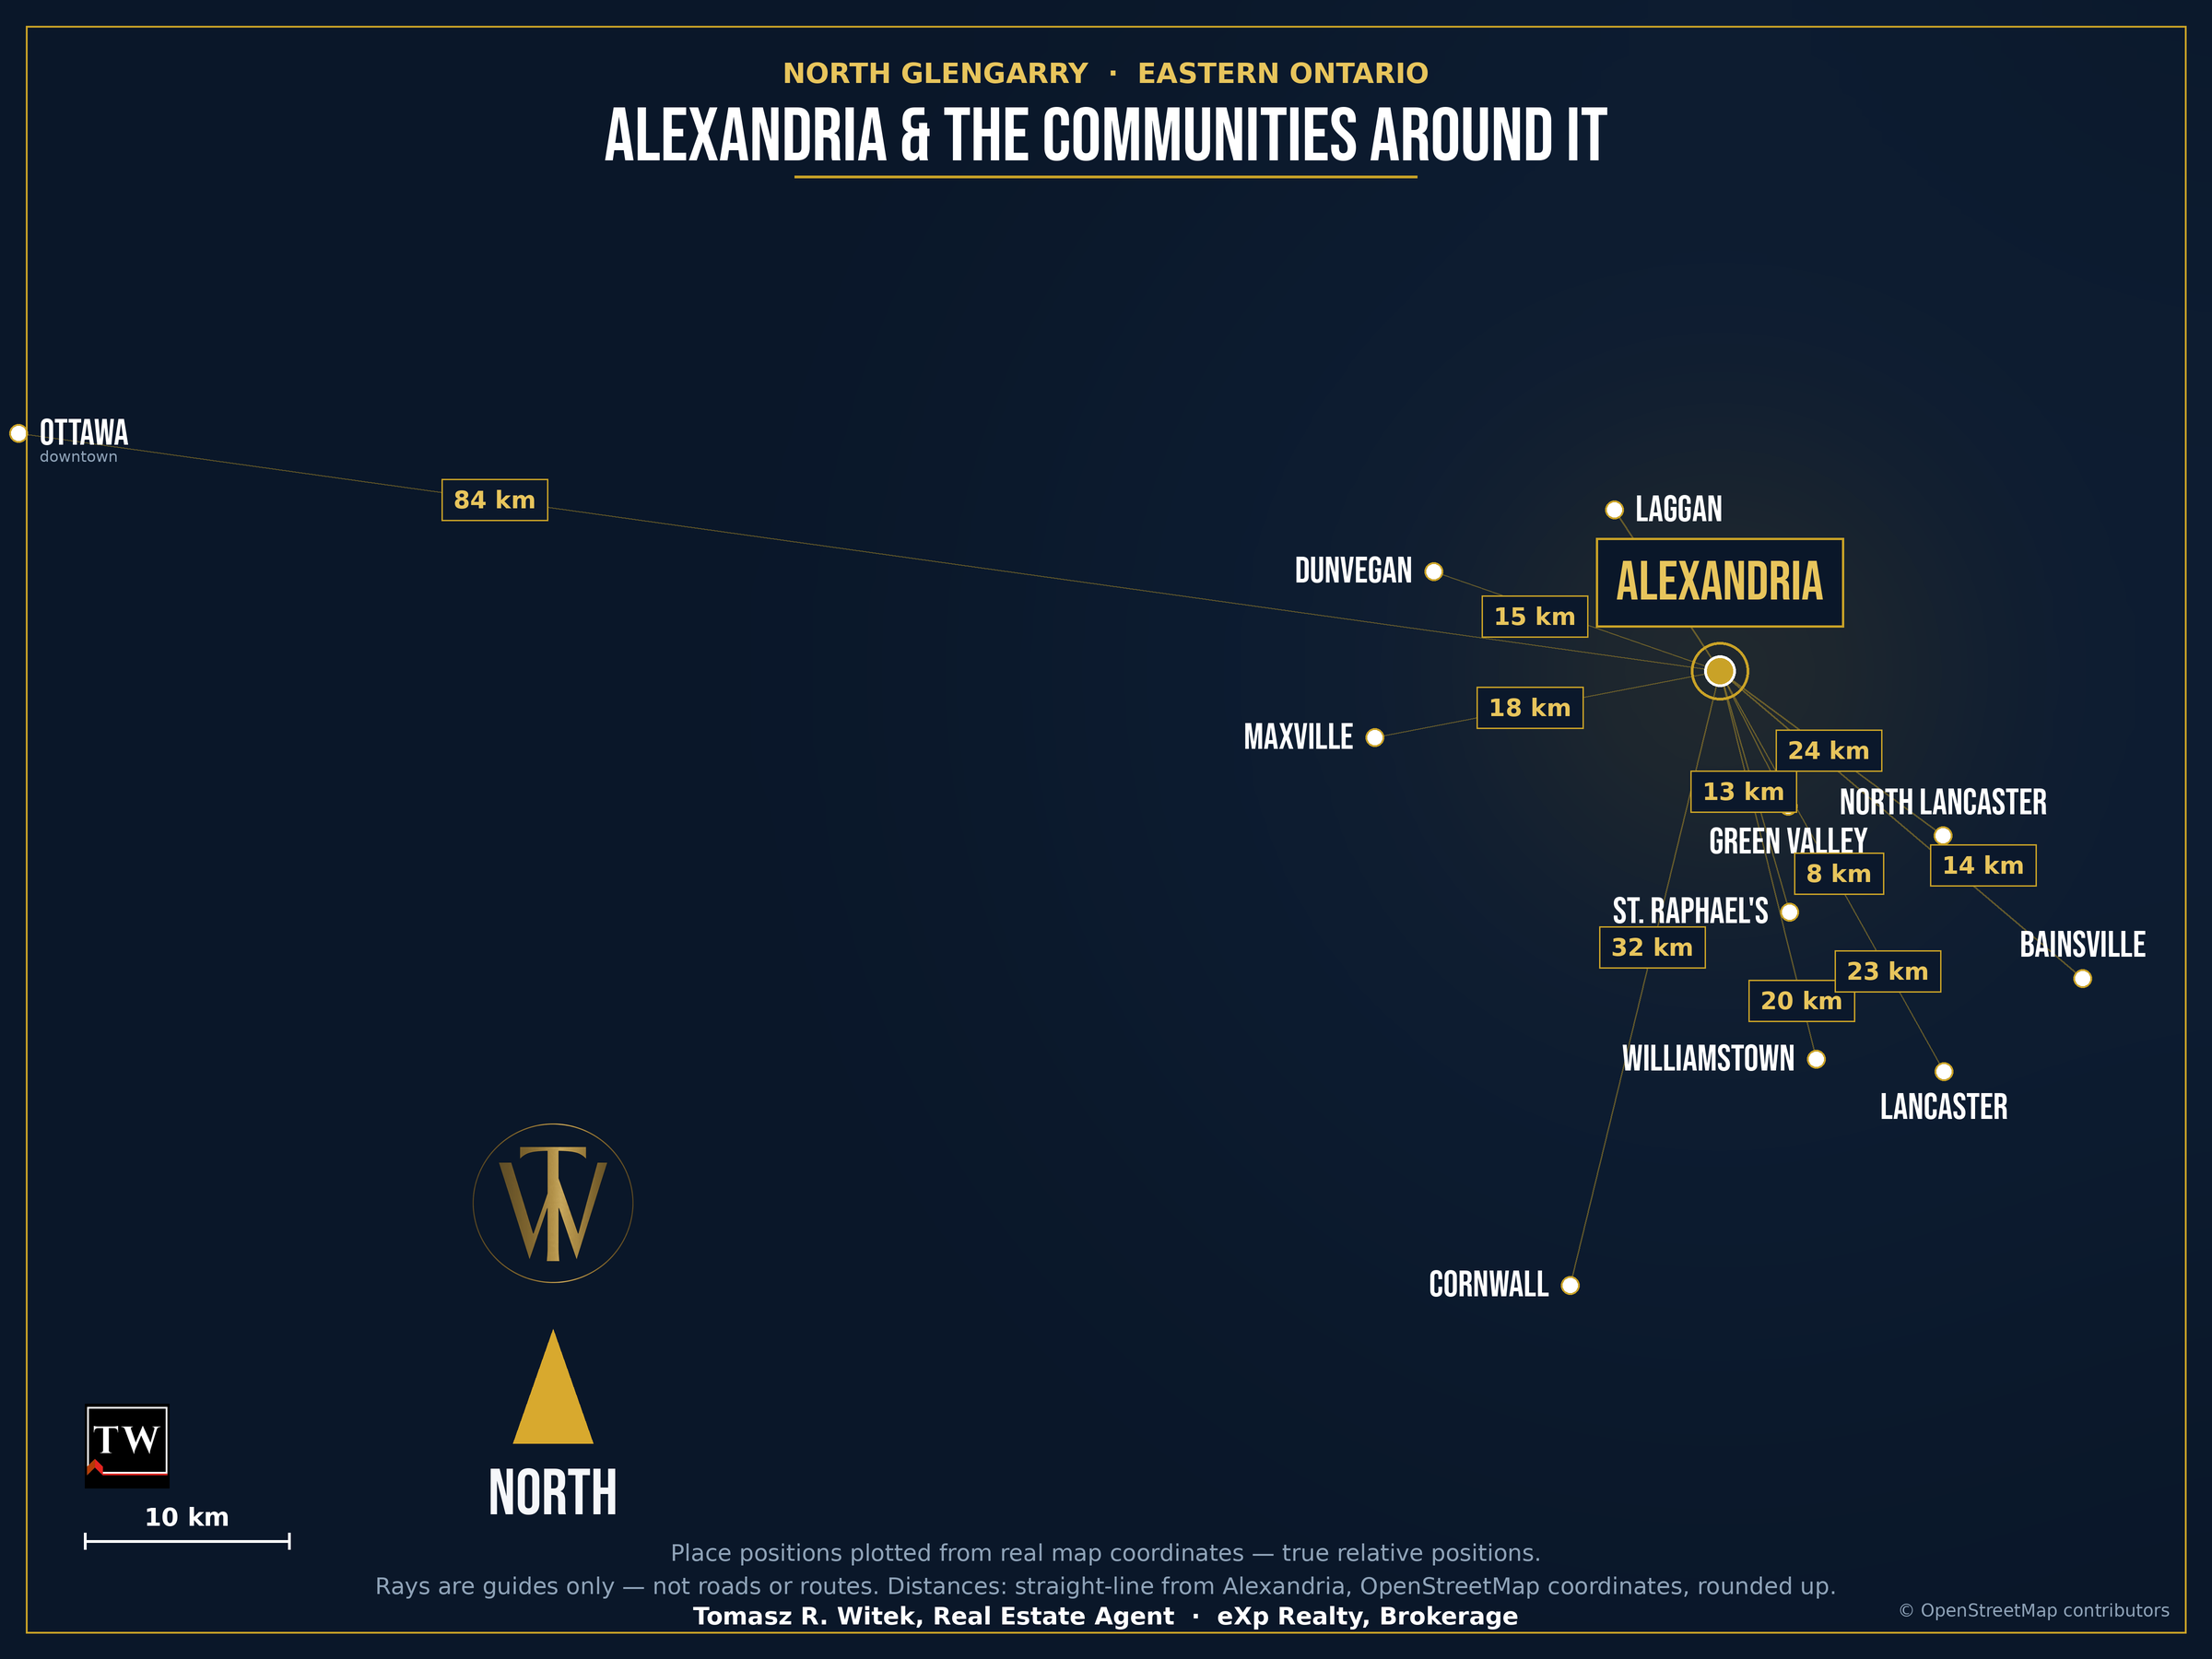 NORTH GLENGARRY · EASTERN ONTARIO
ALEXANDRIA & THE COMMUNITIES AROUND IT
OTTAWA
downtown
84 km
LAGGAN
DUNVEGAN
ALEXANDRIA
15 km
18 km
MAXVILLE
24 km
13 km
NORTH LANCASTER
GREEN VALLEY
14 km
8 km
ST. RAPHAEL'S
32 km
BAINSVILLE
23 km
20 km
WILLIAMSTOWN
LANCASTER
TW
CORNWALL
TW
NORTH
10 km
Place positions plotted from real map coordinates — true relative positions.
Rays are guides only — not roads or routes. Distances: straight-line from Alexandria, OpenStreetMap coordinates, rounded up.
Tomasz R. Witek, Real Estate Agent · eXp Realty, Brokerage
© OpenStreetMap contributors